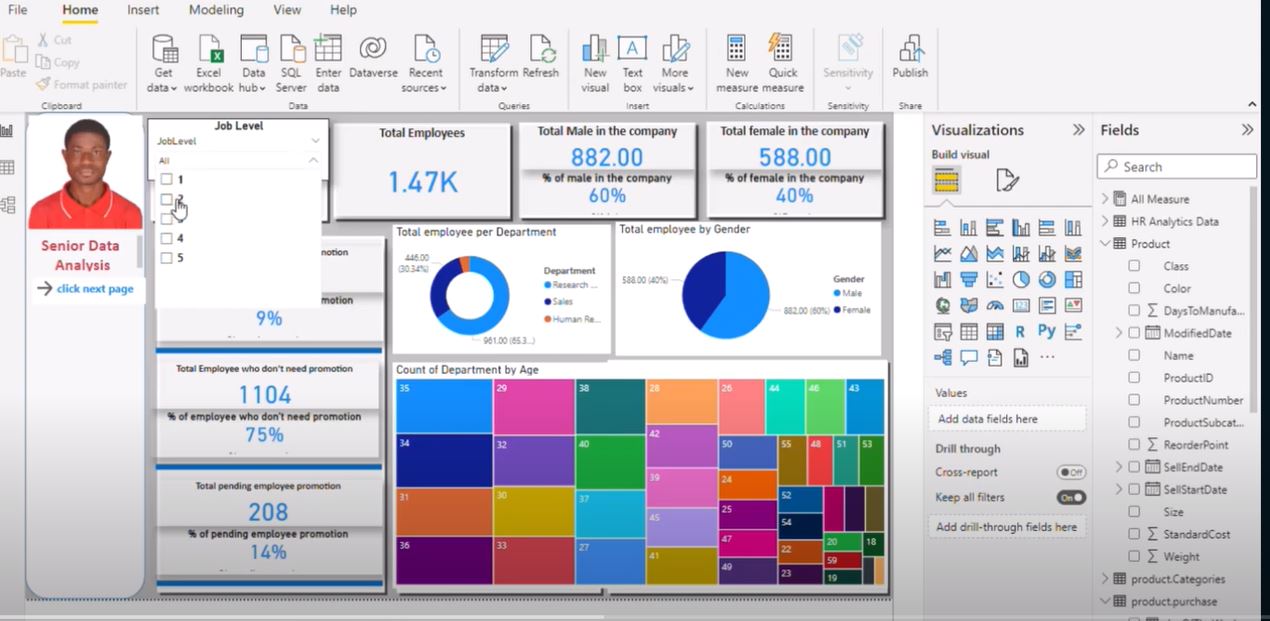 File Home Insert Modeling View Help
Paste
Cut
Copy
Format painter
Clipboard
Get data
Excel workbook
Data hub
SQL Server
Enter data
Dataverse
Recent sources
Data
Transform data
Refresh
Queries
New visual
Text box
More visuals
Insert
New measure
Quick measure
Calculations
Sensitivity
Sensitivity
Publish
Share
Senior Data
Analysis
click next page
Job Level
JobLevel
All
1
4
5
Total Employees
1.47K
Total Male in the company
882.00
% of male in the company
60%
Total female in the company
588.00
% of female in the company
40%
9%
Total Employee who don't need promotion
1104
% of employee who don't need promotion
75%
Total pending employee promotion
208
% of pending employee promotion
14%
Total employee per Department
446.00
(30.34%)
961.00 (65.3...)
Department
Research ...
Sales
Human Re...
Total employee by Gender
588.00 (40%)
882.00 (60%)
Gender
Male
Female
Count of Department by Age
35 29 38 28 26 44 46 43
34 32 40 42 50 55 48 51 53
31 30 37 39 24 52
36 33 27 45 25 54
41 47 22 20 18
49 23 59
19
Visualizations
Build visual
R Py
Values
Add data fields here
Drill through
Cross-report Off
Keep all filters On
Add drill-through fields here
Fields
Search
All Measure
HR Analytics Data
Product
Class
Color
DaysToManufa...
ModifiedDate
Name
ProductID
ProductNumber
ProductSubcat...
ReorderPoint
SellEndDate
SellStartDate
Size
StandardCost
Weight
product.Categories
product.purchase